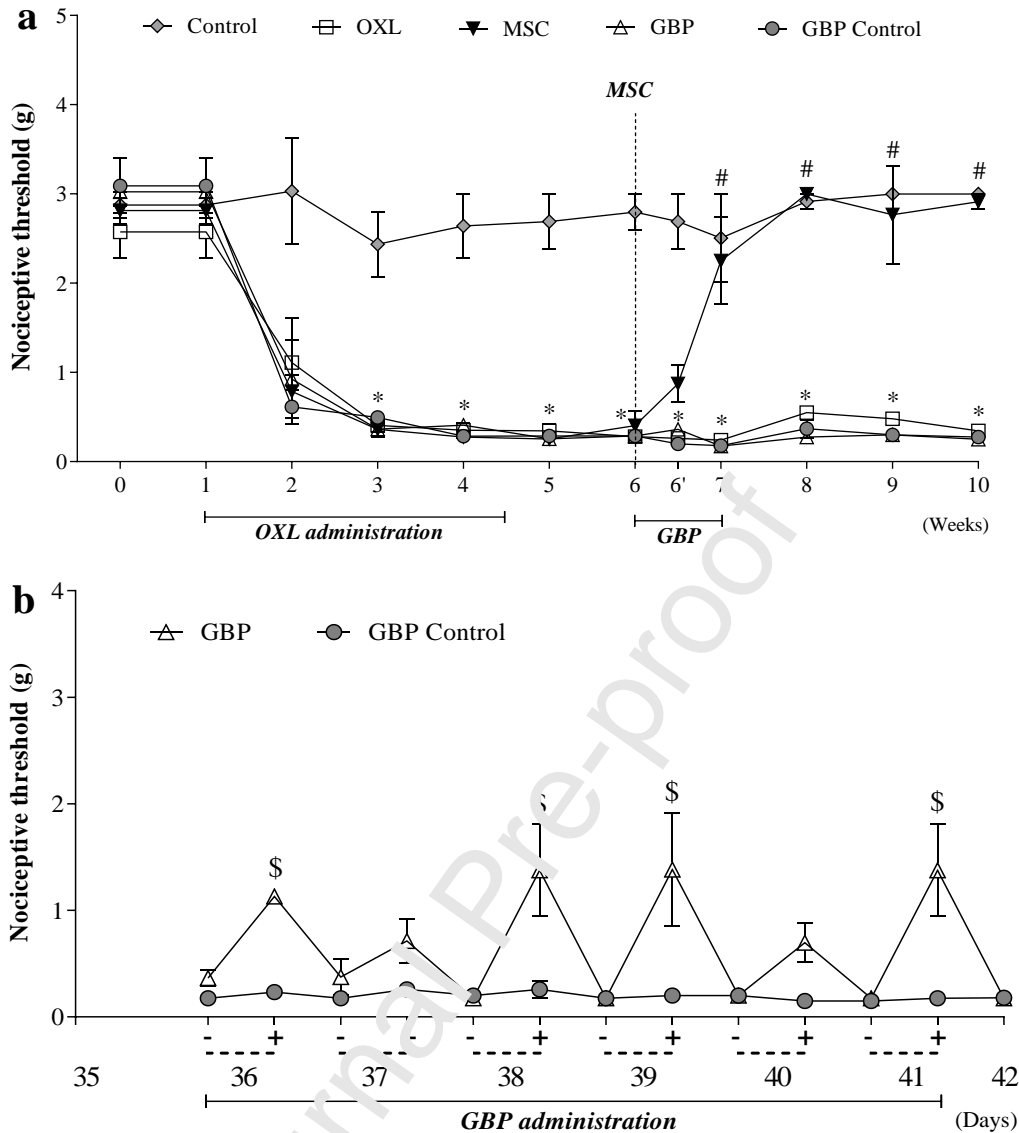 a
Control OXL MSC GBP GBP Control
Nociceptive threshold (g)
5
4
3
2
1
0
MSC
# # # #
* * * * * * * * *
0 1 2 3 4 5 6 6' 7 8 9 10
OXL administration GBP (Weeks)
b
GBP GBP Control
Nociceptive threshold (g)
4
3
2
1
0
$ $ $ $
- + - - - + - + - + - +
35 36 37 38 39 40 41 42
GBP administration (Days)
rnal Pre-proof